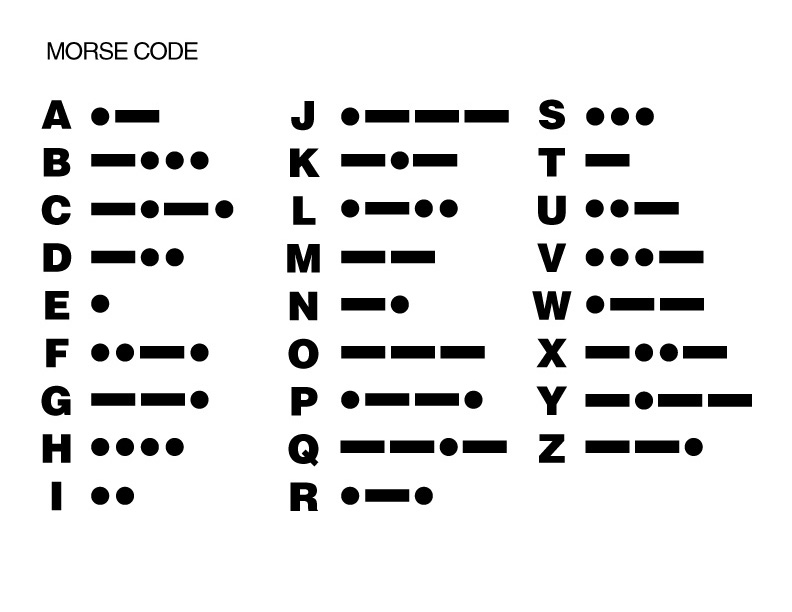 MORSE CODE
A •–
B –•••
C –•–•
D –••
E •
F ••–•
G ––•
H ••••
I ••
J •–––
K –•–
L •–••
M ––
N –•
O –––
P •––•
Q ––•–
R •–•
S •••
T –
U ••–
V •••–
W •––
X –••–
Y –•––
Z ––•